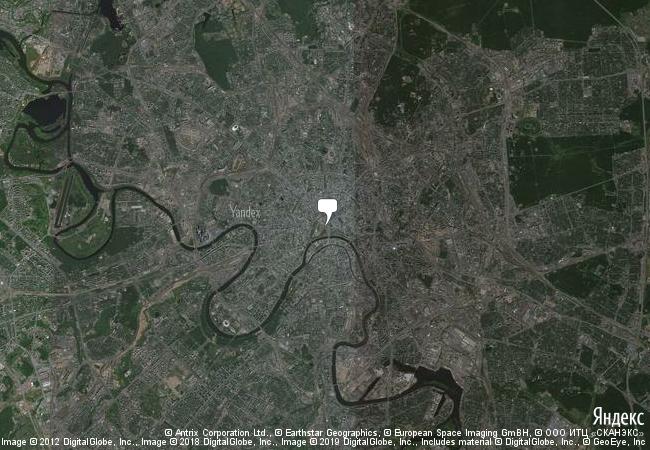 Yandex
Яндекс
© Antrix Corporation Ltd., © Earthstar Geographics, © European Space Imaging GmBH, © ООО ИТЦ «СКАНЭКС»
Image © 2012 DigitalGlobe, Inc., Image © 2018 DigitalGlobe, Inc., Image © 2019 DigitalGlobe, Inc., Includes material © DigitalGlobe, Inc., © GeoEye, Inc